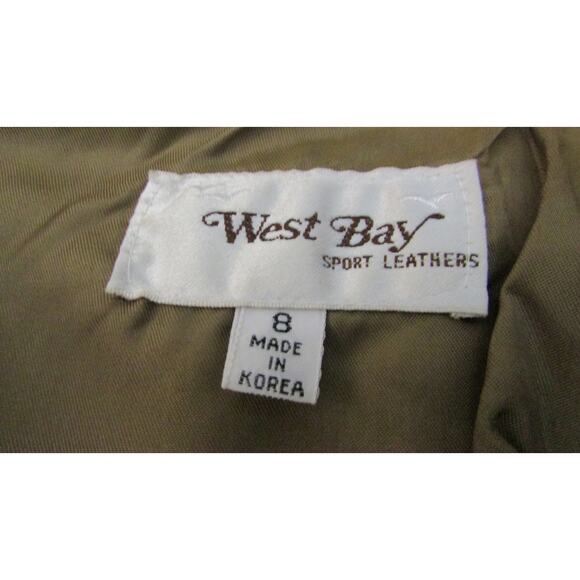 West Bay
SPORT LEATHERS
8
MADE
IN
KOREA